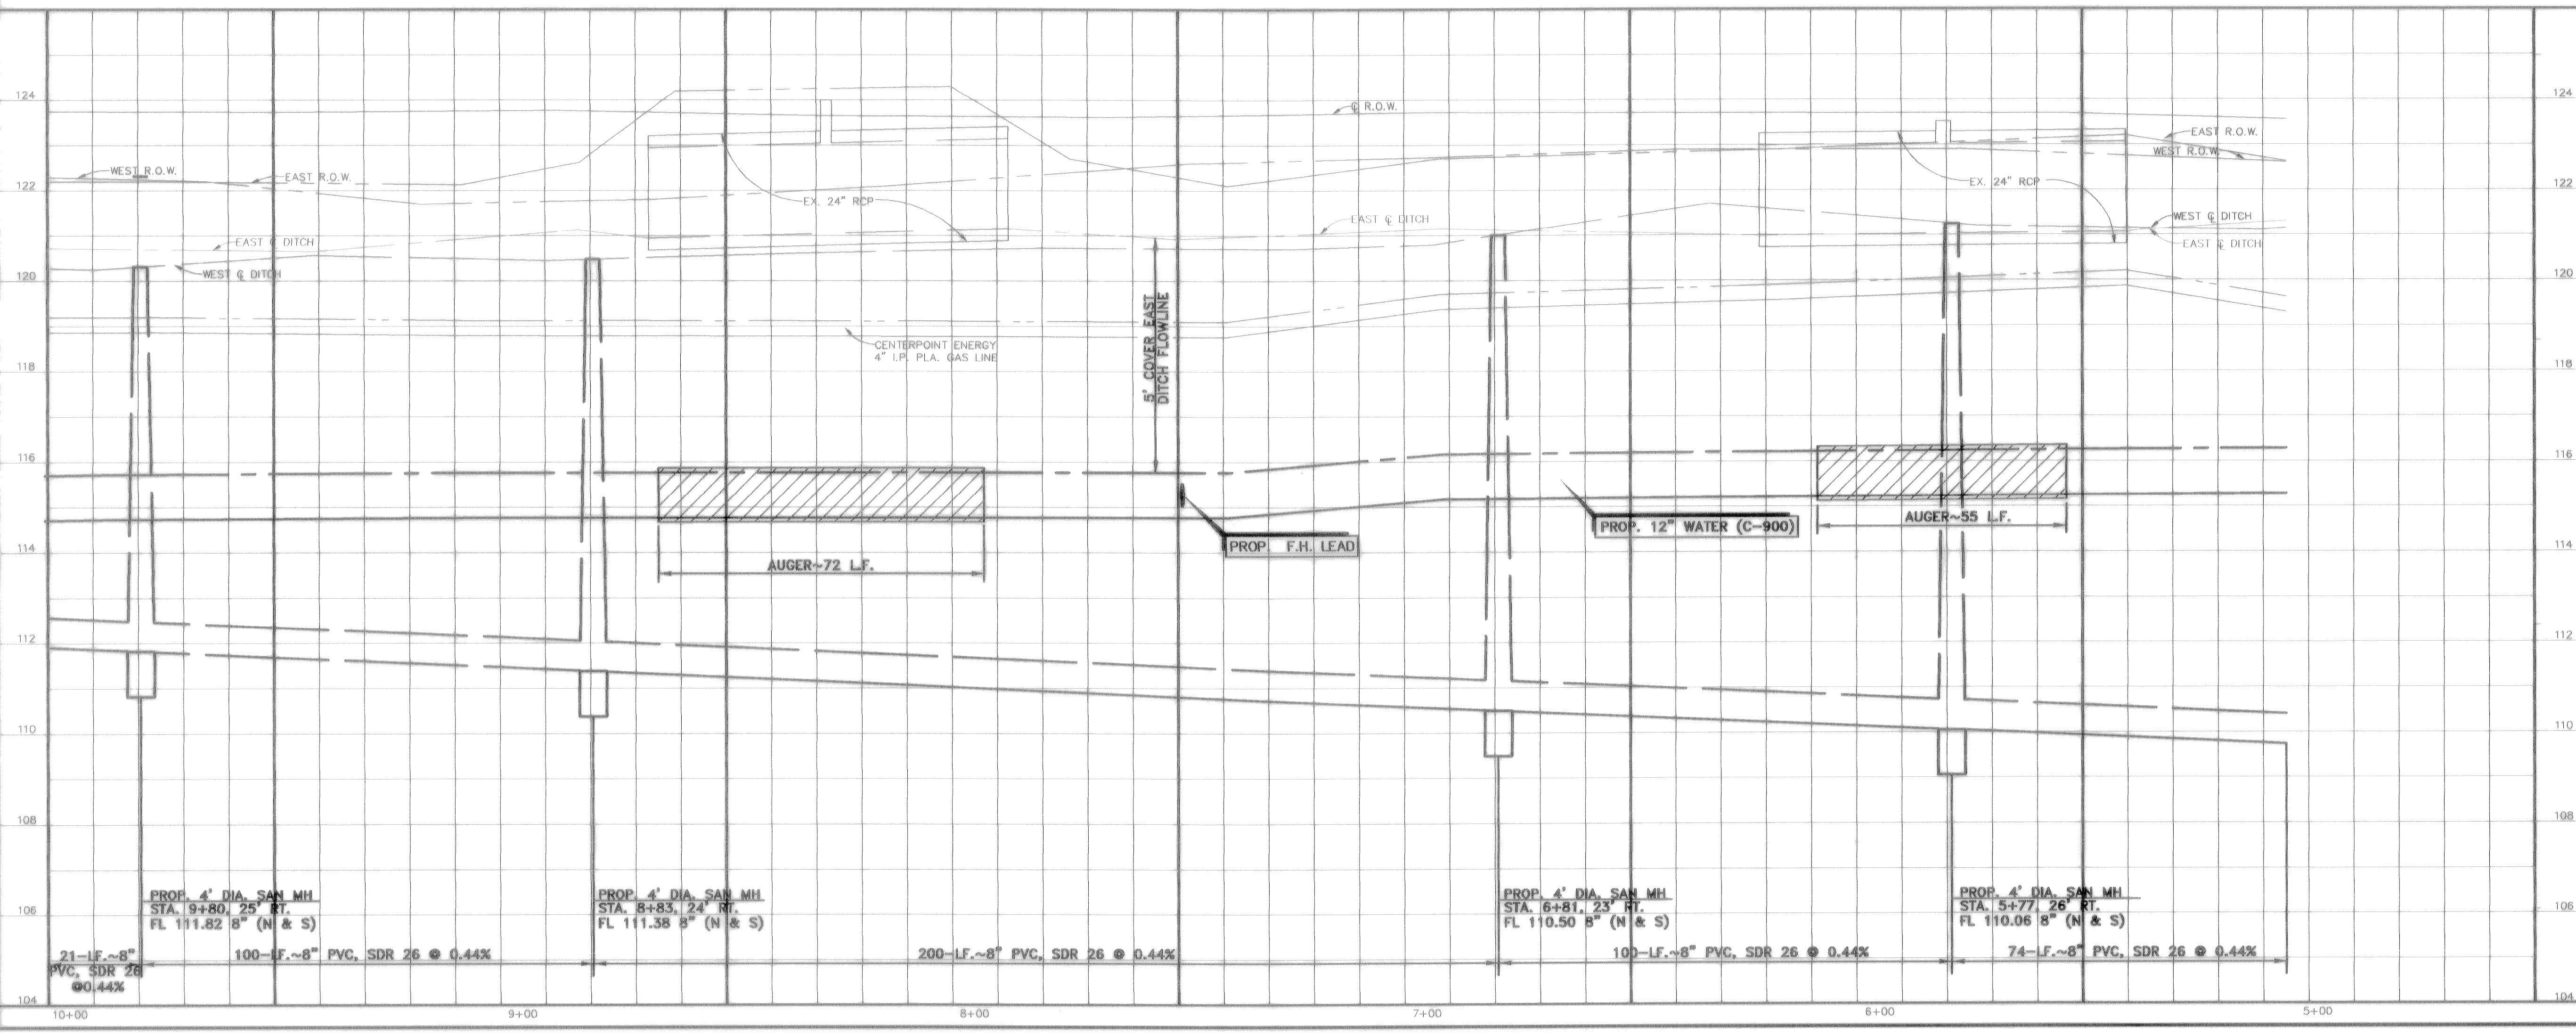 124
124
℄ R.O.W.
EAST R.O.W.
WEST R.O.W.
WEST R.O.W.
EAST R.O.W.
122
122
EX. 24" RCP
EX. 24" RCP
EAST ℄ DITCH
WEST ℄ DITCH
EAST ℄ DITCH
EAST ℄ DITCH
WEST ℄ DITCH
120
120
5' COVER EAST
DITCH FLOWLINE
CENTERPOINT ENERGY
4" I.P. PLA. GAS LINE
118
118
116
116
AUGER~55 L.F.
PROP. 12" WATER (C-900)
PROP. F.H. LEAD
114
114
AUGER~72 L.F.
112
112
110
110
108
108
PROP. 4' DIA. SAN MH
STA. 9+80, 25' RT.
FL 111.82 8" (N & S)
PROP. 4' DIA. SAN MH
STA. 8+83, 24' RT.
FL 111.38 8" (N & S)
PROP. 4' DIA. SAN MH
STA. 6+81, 23' RT.
FL 110.50 8" (N & S)
PROP. 4' DIA. SAN MH
STA. 5+77, 26' RT.
FL 110.06 8" (N & S)
106
106
21-LF.~8"
PVC, SDR 26
@0.44%
100-LF.~8" PVC, SDR 26 @ 0.44%
200-LF.~8" PVC, SDR 26 @ 0.44%
100-LF.~8" PVC, SDR 26 @ 0.44%
74-LF.~8" PVC, SDR 26 @ 0.44%
104
104
10+00
9+00
8+00
7+00
6+00
5+00